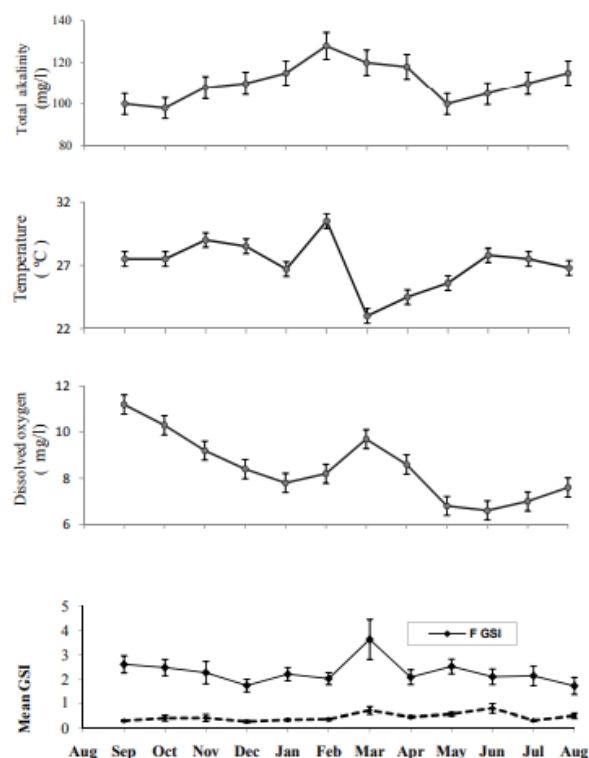 Total alkalinity
(mg/l)
140
120
100
80
Temperature
( ºC)
32
27
22
Dissolved oxygen
( mg/l)
12
10
8
6
Mean GSI
5
4
3
2
1
0
F GSI
Aug Sep Oct Nov Dec Jan Feb Mar Apr May Jun Jul Aug